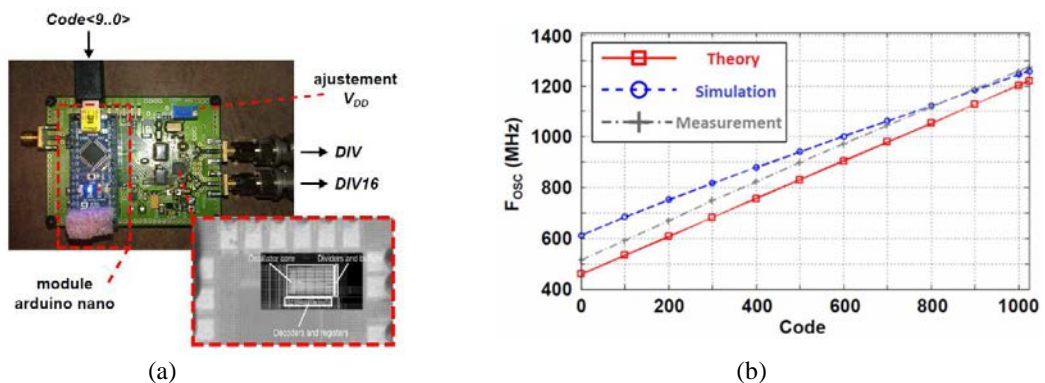 Code<9..0>
ajustement
VDD
DIV
DIV16
module
arduino nano
Oscillator core
Dividers and buffers
Decoders and registers
(a)
1400
1200
1000
800
600
400
FOSC (MHz)
Theory
Simulation
Measurement
0
200
400
600
800
1000
Code
(b)